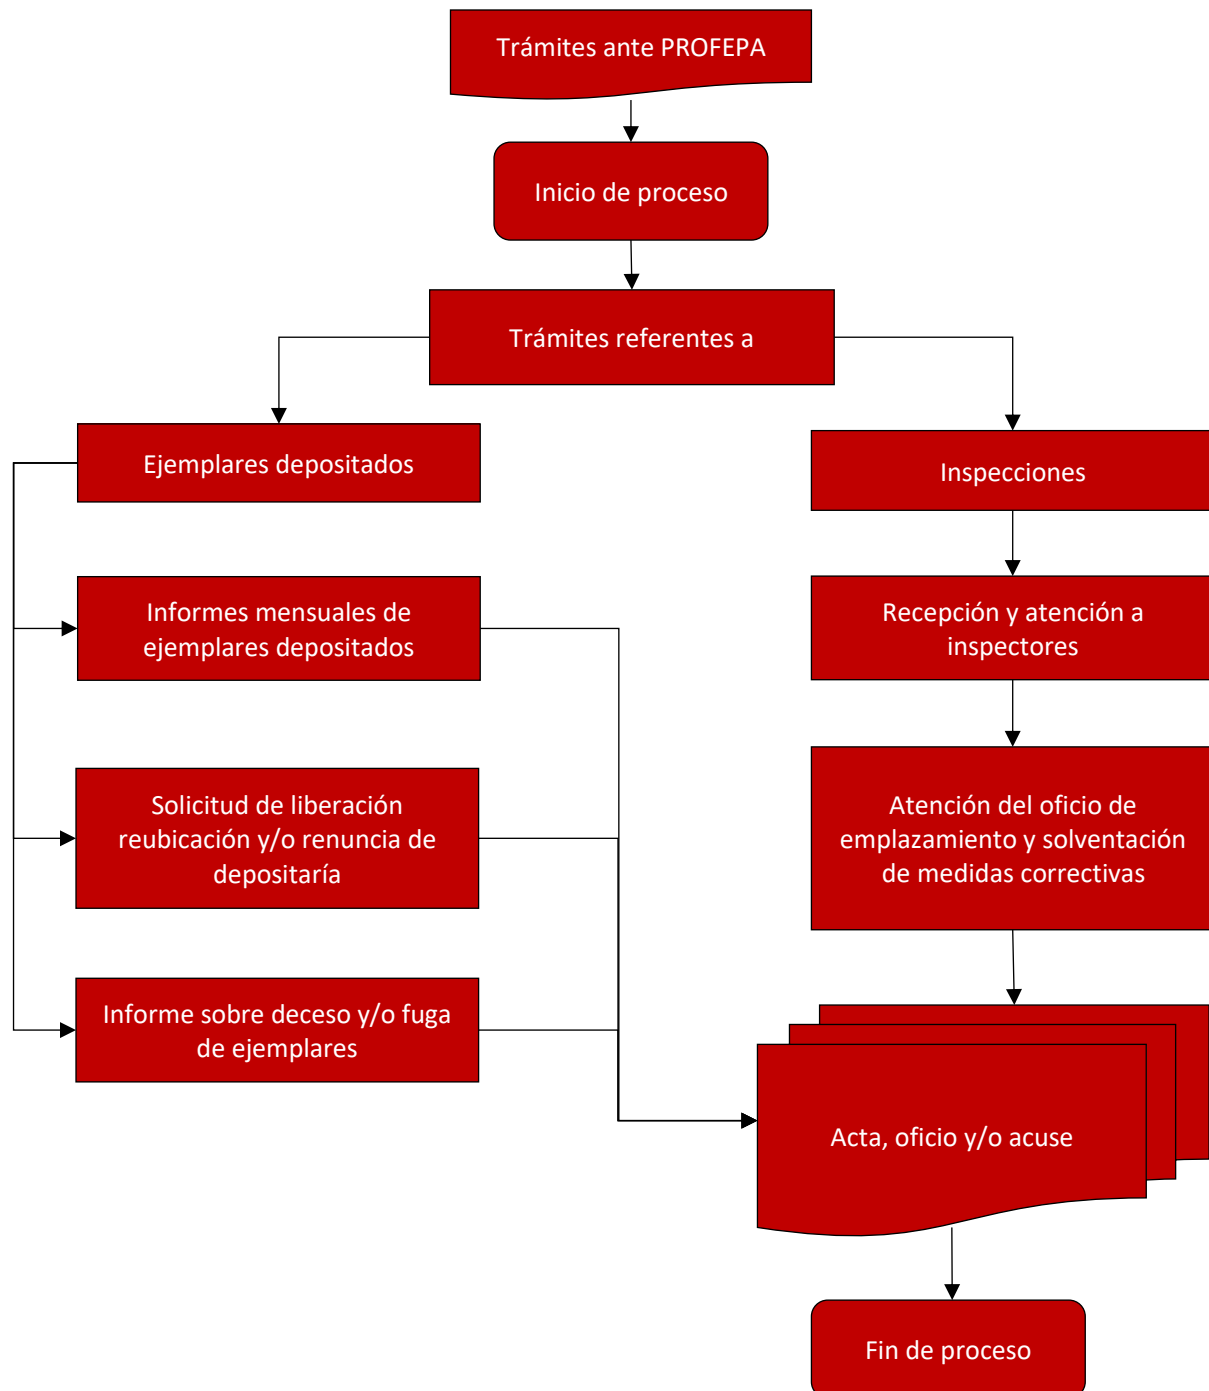 Trámites ante PROFEPA
Inicio de proceso
Trámites referentes a
Ejemplares depositados
Inspecciones
Informes mensuales de
ejemplares depositados
Recepción y atención a
inspectores
Solicitud de liberación
reubicación y/o renuncia de
depositaría
Atención del oficio de
emplazamiento y solventación
de medidas correctivas
Informe sobre deceso y/o fuga
de ejemplares
Acta, oficio y/o acuse
Fin de proceso